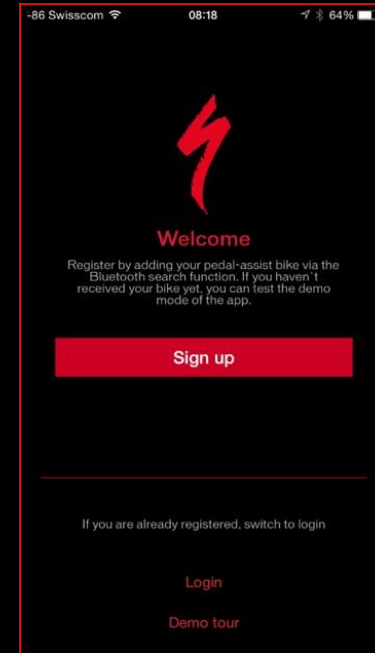 -86 Swisscom 08:18 64%
Welcome
Register by adding your pedal-assist bike via the
Bluetooth search function. If you haven`t
received your bike yet, you can test the demo
mode of the app.
Sign up
If you are already registered, switch to login
Login
Demo tour